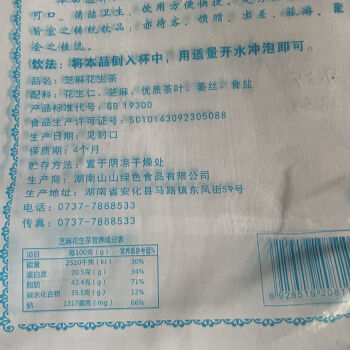 可口、清洁卫生、饮用方便快捷。
皆宜之传统饮品;亦待客、馈赠、出差、旅游、聚
会之佳选。
饮法:将本品倒入杯中,用适量开水冲泡即可。
品名:芝麻花生茶
配料:花生仁、芝麻、优质茶叶、姜丝、食盐
产品标准代号:GB 19300
食品生产许可证号:SC10143092305088
生产日期:见封口
保质期:4个月
贮存方法:置于阴凉干燥处
生产商:湖南山山绿色食品有限公司
生产地址:湖南省安化县马路镇东风街59号
电话:0737-7888533
传真:0737-7888533
芝麻花生茶营养成分表
项目 每100克(g) 营养素参考值%
能量 2520千焦(kJ) 30%
蛋白质 20.5克(g) 34%
脂肪 42.4克(g) 71%
碳水化合物 35.5克(g) 12%
钠 1317毫克(mg) 66%
6 928519 20811